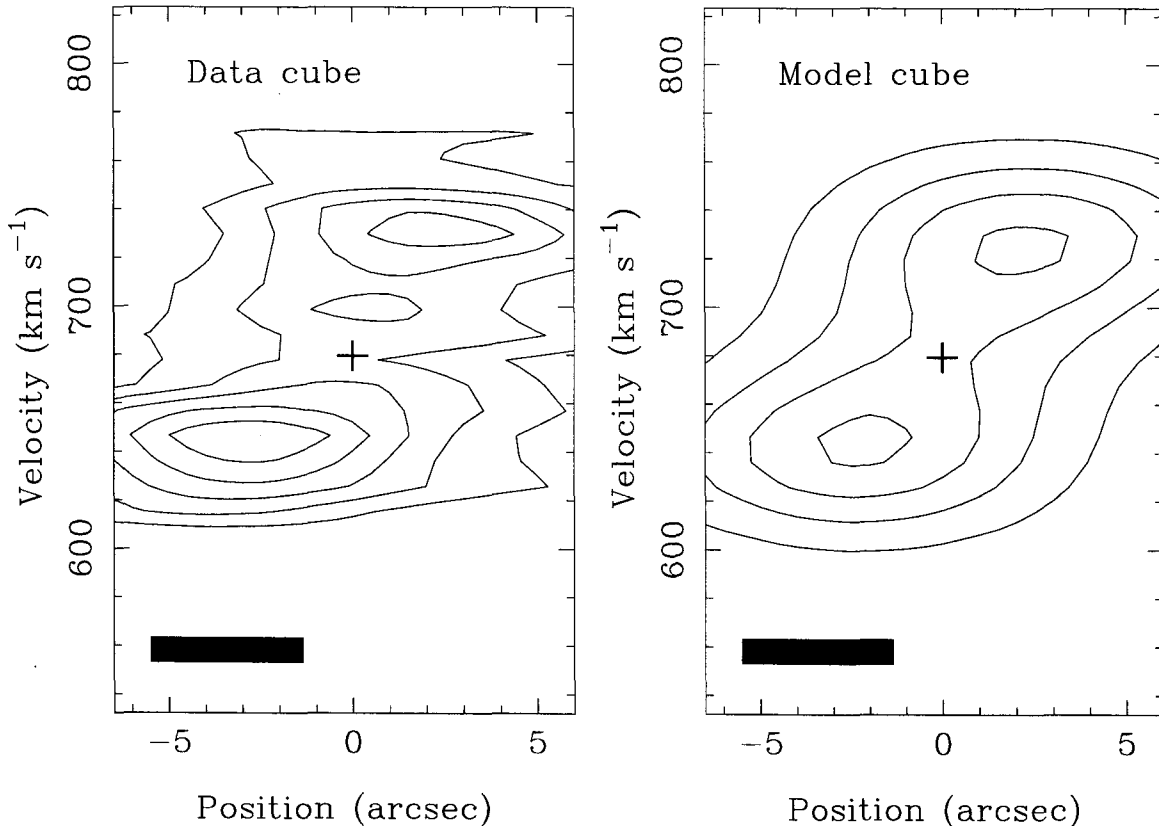 Data cube
800
700
600
Velocity (km s−1)
−5 0 5
Position (arcsec)
Model cube
800
700
600
Velocity (km s−1)
−5 0 5
Position (arcsec)